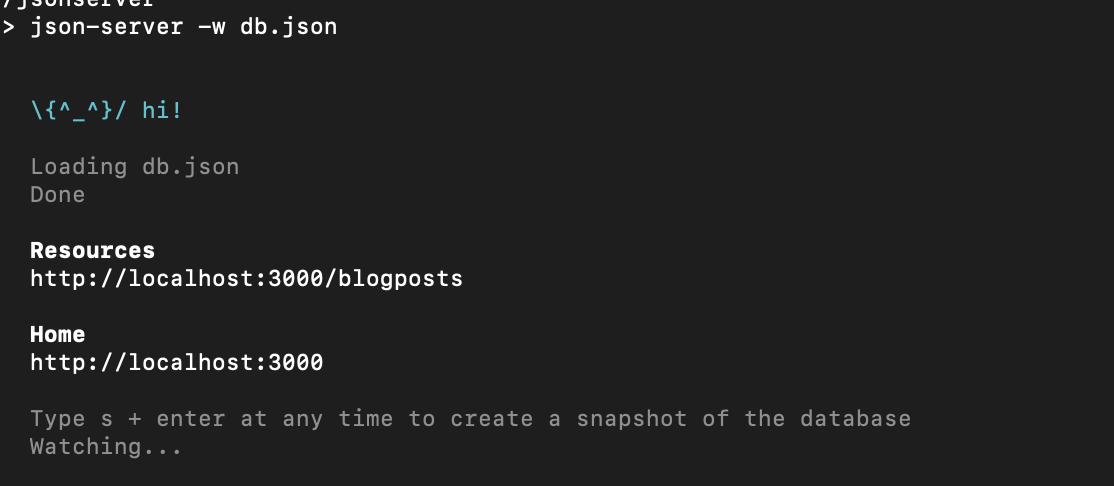 /jsonserver
> json-server -w db.json
\{^_^}/ hi!
Loading db.json
Done
Resources
http://localhost:3000/blogposts
Home
http://localhost:3000
Type s + enter at any time to create a snapshot of the database
Watching...